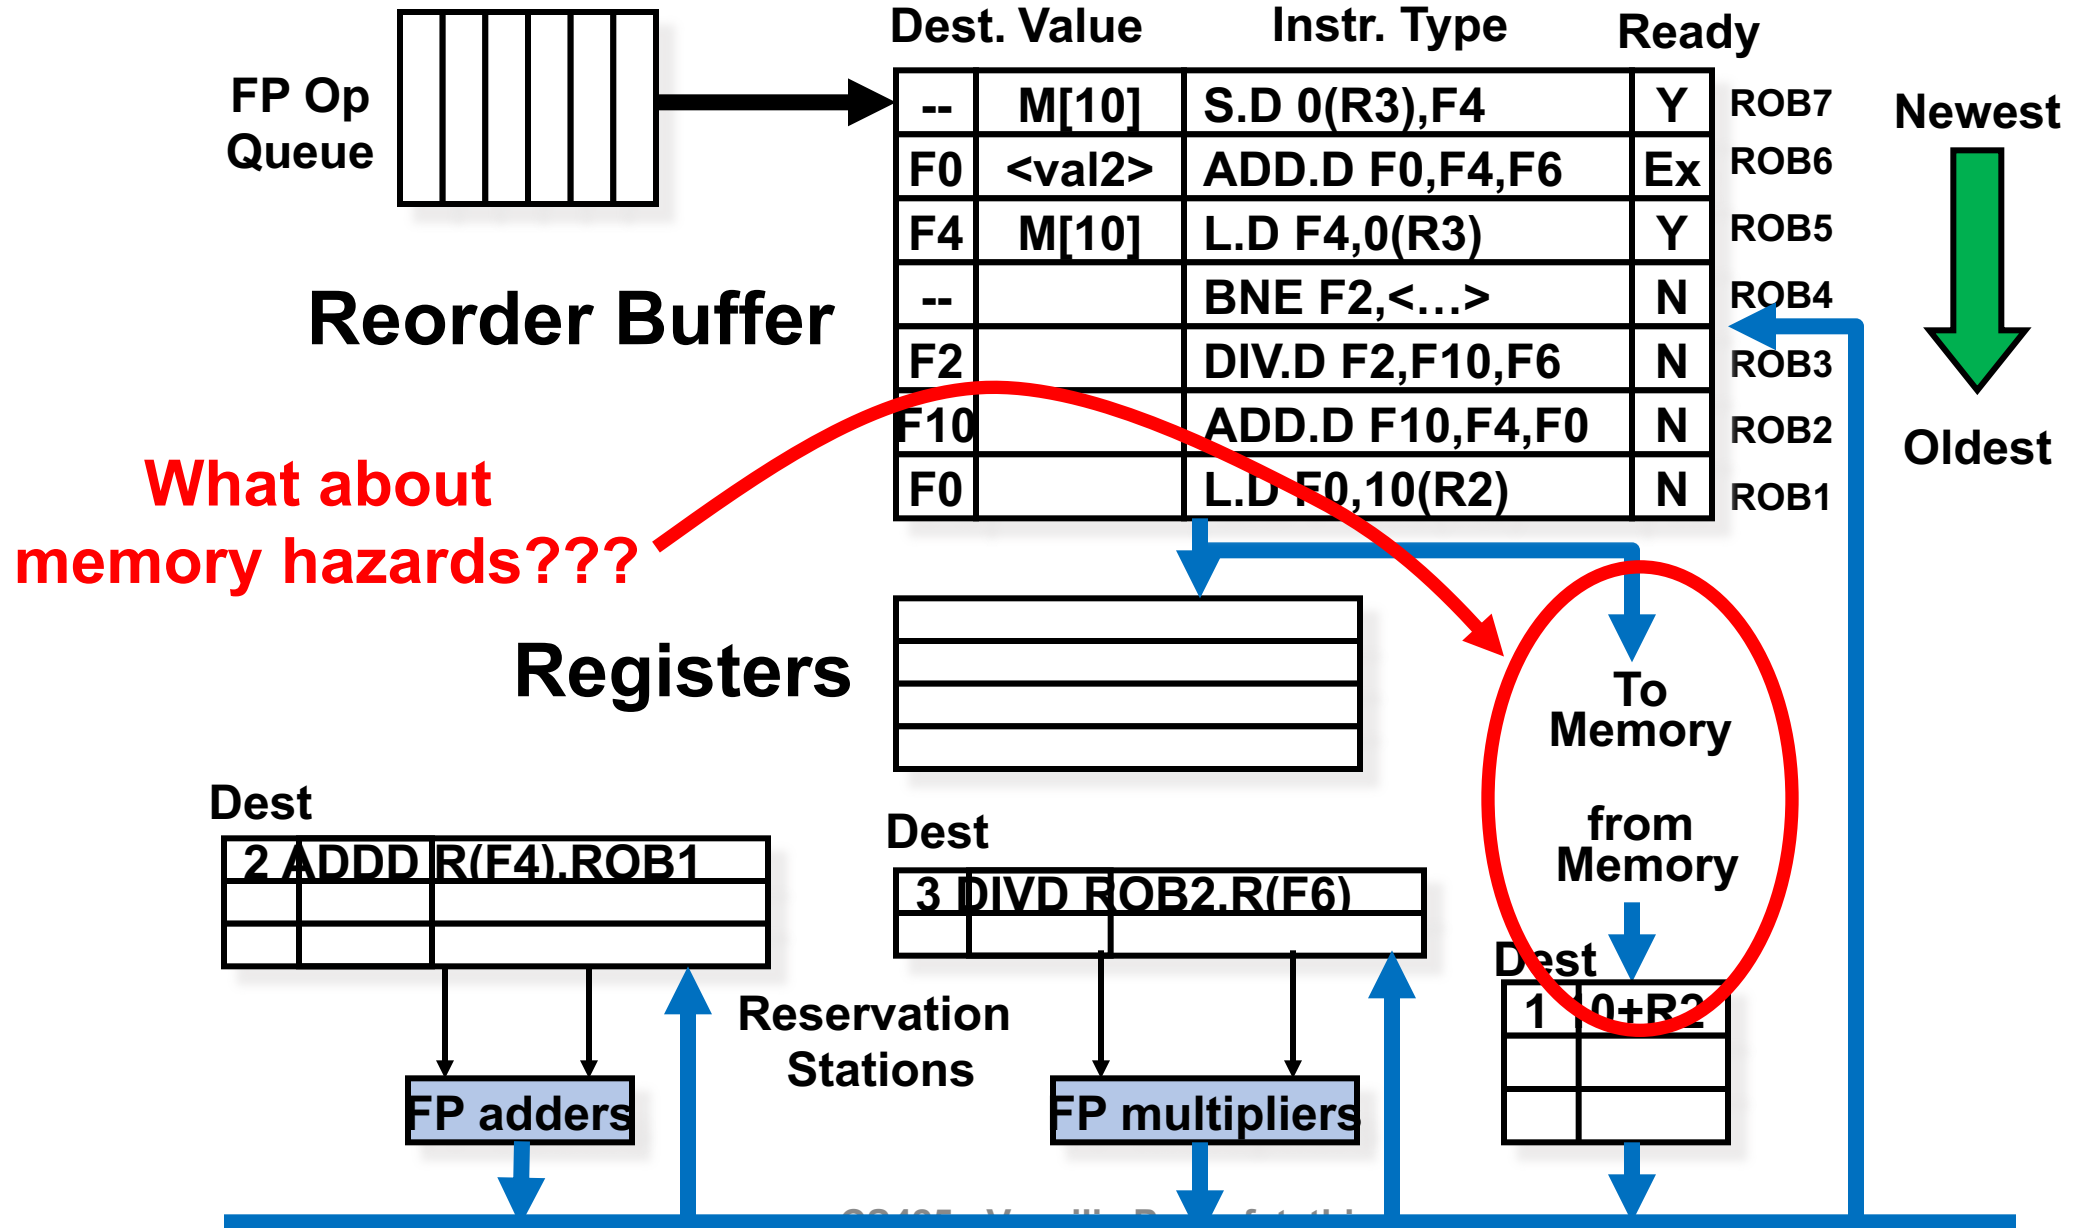 Dest. Value Instr. Type Ready
FP Op
Queue
-- M[10] S.D 0(R3),F4 Y ROB7
F0 <val2> ADD.D F0,F4,F6 Ex ROB6
F4 M[10] L.D F4,0(R3) Y ROB5
-- BNE F2,<...> N ROB4
F2 DIV.D F2,F10,F6 N ROB3
F10 ADD.D F10,F4,F0 N ROB2
F0 L.D F0,10(R2) N ROB1
Newest
Oldest
Reorder Buffer
What about
memory hazards???
Registers
To
Memory
from
Memory
Dest
2 ADDD R(F4),ROB1
Dest
3 DIVD ROB2,R(F6)
Dest
1 10+R2
Reservation
Stations
FP adders
FP multipliers